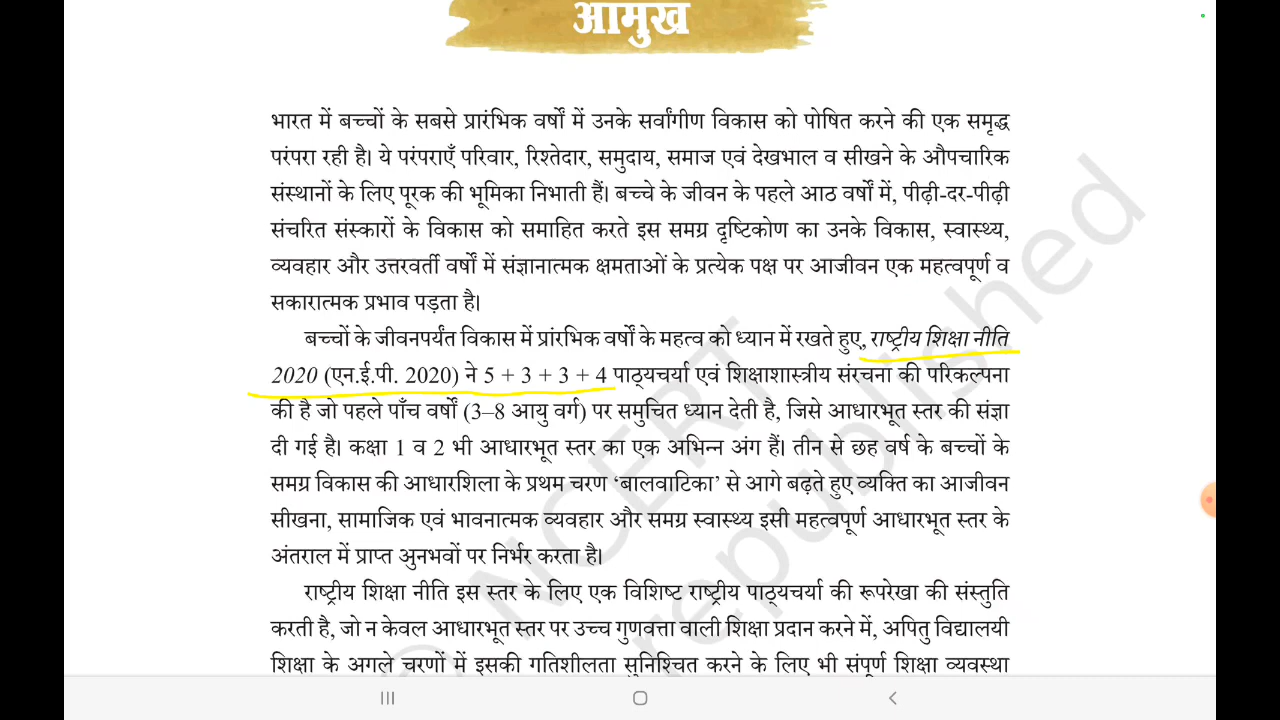 आमुख
भारत में बच्चों के सबसे प्रारंभिक वर्षों में उनके सर्वांगीण विकास को पोषित करने की एक समृद्ध
परंपरा रही है। ये परंपराएँ परिवार, रिश्तेदार, समुदाय, समाज एवं देखभाल व सीखने के औपचारिक
संस्थानों के लिए पूरक की भूमिका निभाती हैं। बच्चे के जीवन के पहले आठ वर्षों में, पीढ़ी-दर-पीढ़ी
संचरित संस्कारों के विकास को समाहित करते इस समग्र दृष्टिकोण का उनके विकास, स्वास्थ्य,
व्यवहार और उत्तरवर्ती वर्षों में संज्ञानात्मक क्षमताओं के प्रत्येक पक्ष पर आजीवन एक महत्वपूर्ण व
सकारात्मक प्रभाव पड़ता है।
बच्चों के जीवनपर्यंत विकास में प्रारंभिक वर्षों के महत्व को ध्यान में रखते हुए, राष्ट्रीय शिक्षा नीति
2020 (एन.ई.पी. 2020) ने 5 + 3 + 3 + 4 पाठ्यचर्या एवं शिक्षाशास्त्रीय संरचना की परिकल्पना
की है जो पहले पाँच वर्षों (3–8 आयु वर्ग) पर समुचित ध्यान देती है, जिसे आधारभूत स्तर की संज्ञा
दी गई है। कक्षा 1 व 2 भी आधारभूत स्तर का एक अभिन्न अंग हैं। तीन से छह वर्ष के बच्चों के
समग्र विकास की आधारशिला के प्रथम चरण ‘बालवाटिका’ से आगे बढ़ते हुए व्यक्ति का आजीवन
सीखना, सामाजिक एवं भावनात्मक व्यवहार और समग्र स्वास्थ्य इसी महत्वपूर्ण आधारभूत स्तर के
अंतराल में प्राप्त अुनभवों पर निर्भर करता है।
राष्ट्रीय शिक्षा नीति इस स्तर के लिए एक विशिष्ट राष्ट्रीय पाठ्यचर्या की रूपरेखा की संस्तुति
करती है, जो न केवल आधारभूत स्तर पर उच्च गुणवत्ता वाली शिक्षा प्रदान करने में, अपितु विद्यालयी
शिक्षा के अगले चरणों में इसकी गतिशीलता सुनिश्चित करने के लिए भी संपूर्ण शिक्षा व्यवस्था
© NCERT
republished